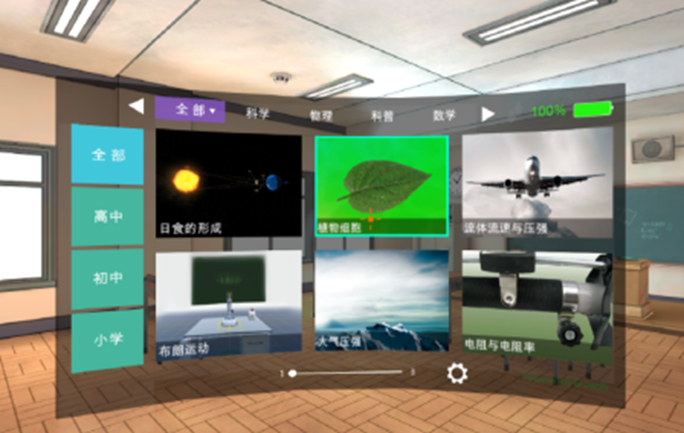 全部 科学 物理 科普 数学 100%
全部
高中
初中
小学
日食的形成 植物细胞 流体流速与压强
布朗运动 大气压强 电阻与电阻率
1 3